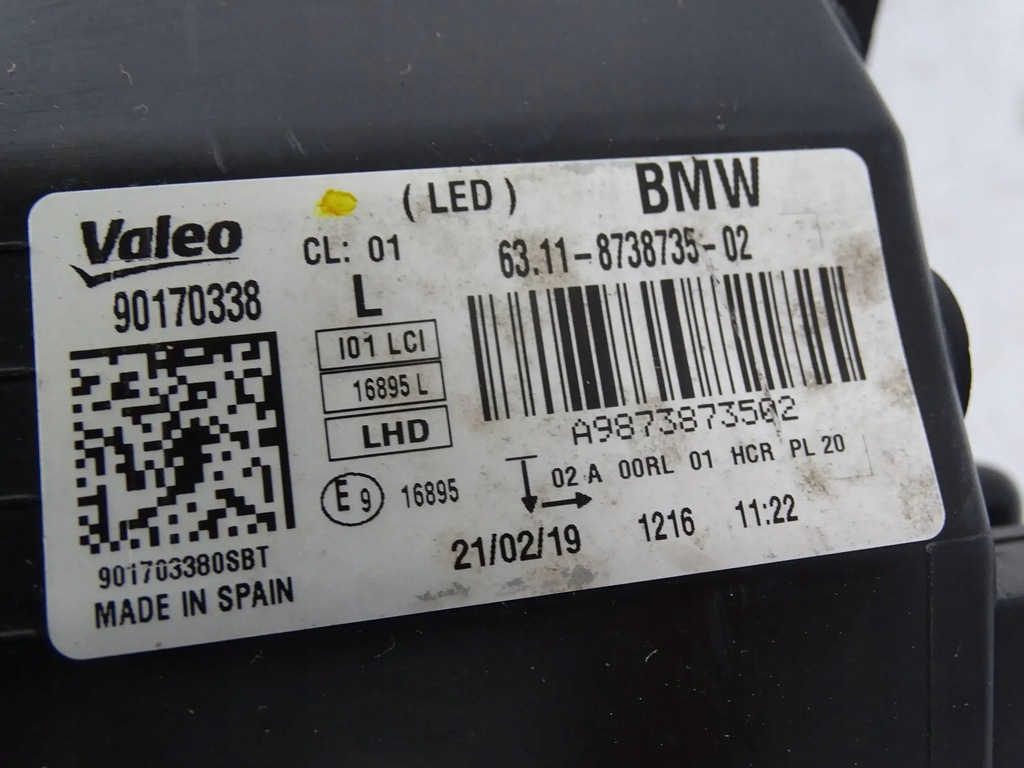 ( LED ) BMW
Valeo
CL: 01
63.11-8738735-02
90170338
L
I01 LCI
16895 L
LHD
A9873873502
E 9 16895
02 A 00RL 01 HCR PL 20
21/02/19 1216 11:22
901703380SBT
MADE IN SPAIN